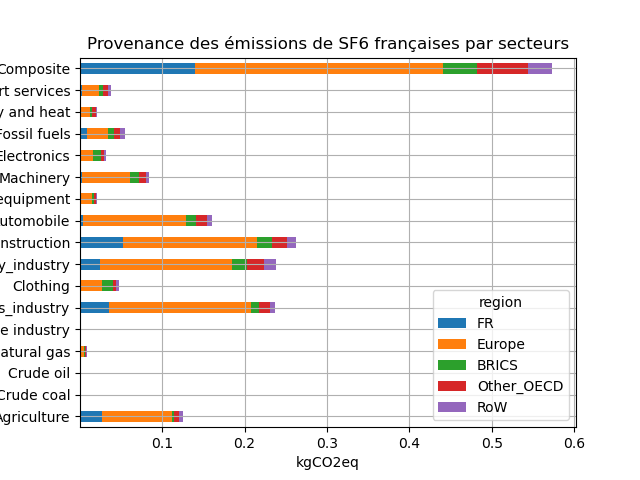 Provenance des émissions de SF6 françaises par secteurs
Composite
rt services
y and heat
Fossil fuels
Electronics
Machinery
equipment
utomobile
nstruction
y_industry
Clothing
s_industry
e industry
atural gas
Crude oil
Crude coal
Agriculture
region
FR
Europe
BRICS
Other_OECD
RoW
0.1 0.2 0.3 0.4 0.5 0.6
kgCO2eq